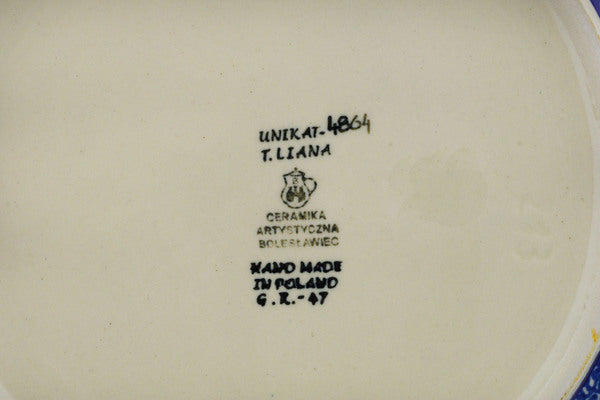 UNIKAT-4864
T. LIANA
CERAMIKA
ARTYSTYCZNA
BOLESŁAWIEC
HAND MADE
IN POLAND
G.R.-47